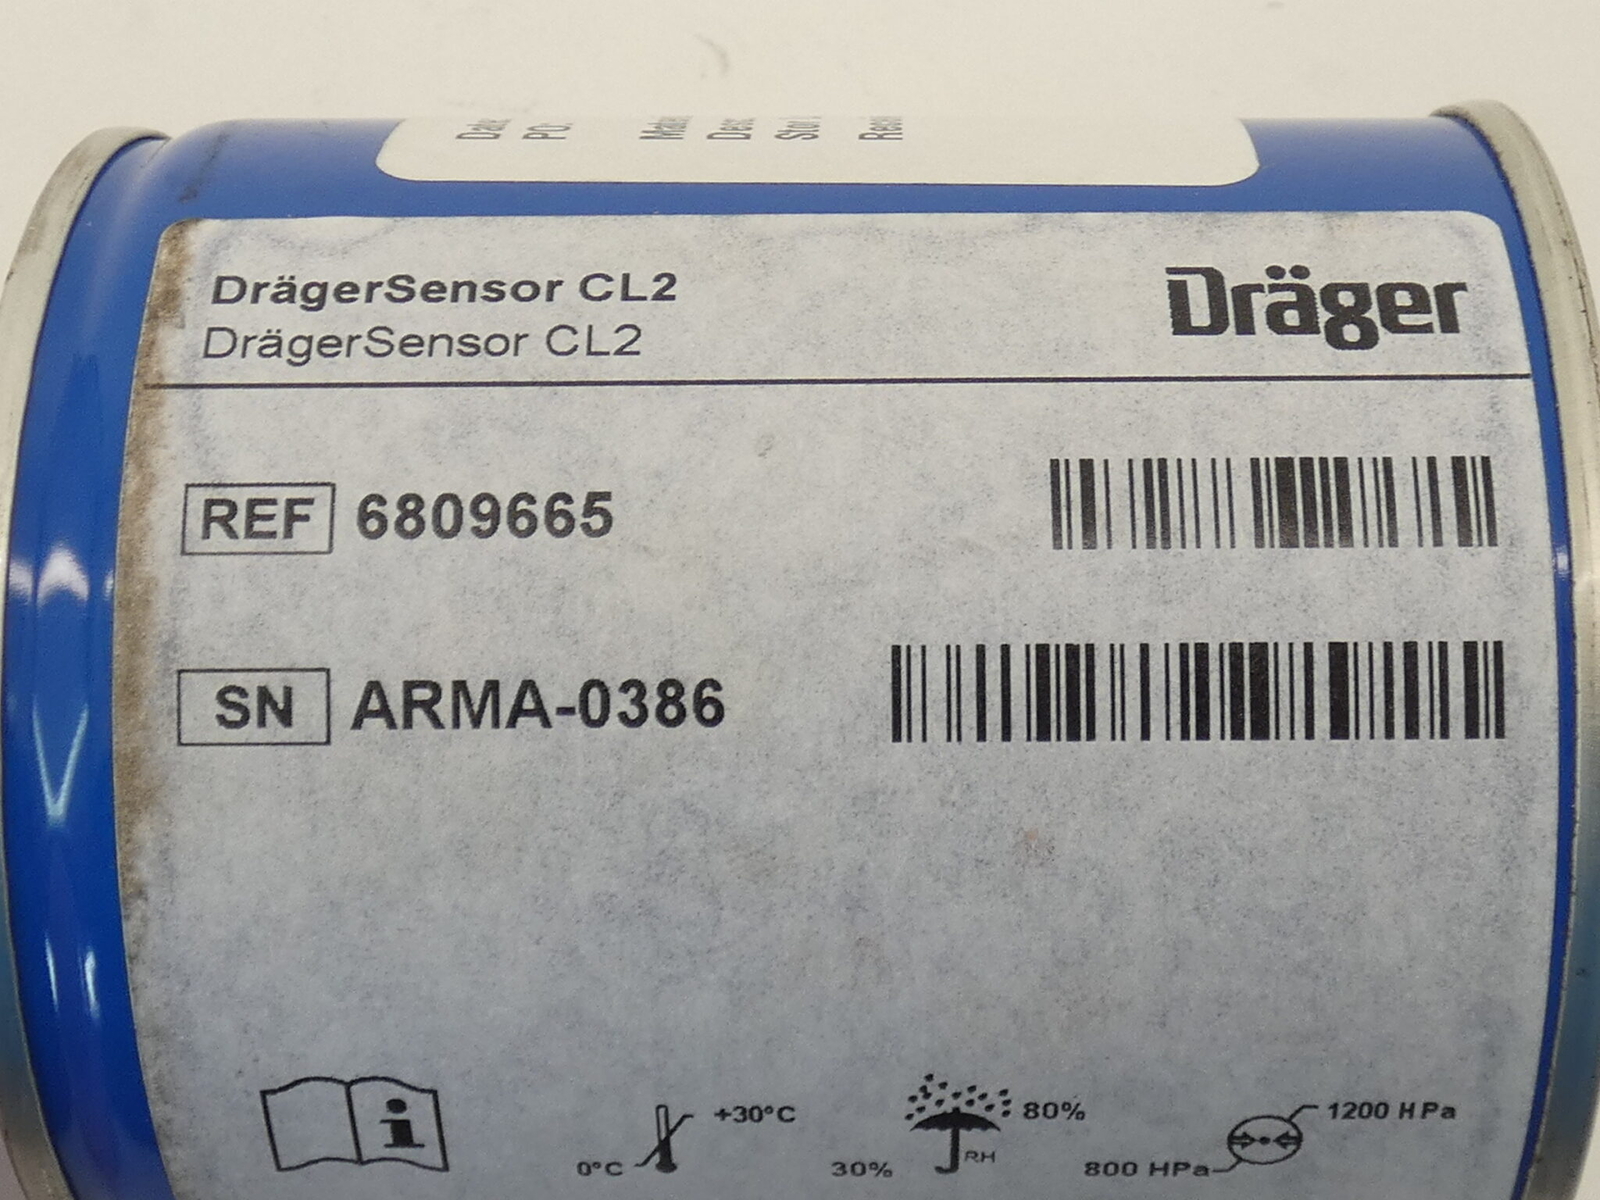 PO:
DrägerSensor CL2
DrägerSensor CL2
Dräger
REF 6809665
SN ARMA-0386
0°C +30°C
30% RH 80%
800 HPa 1200 HPa